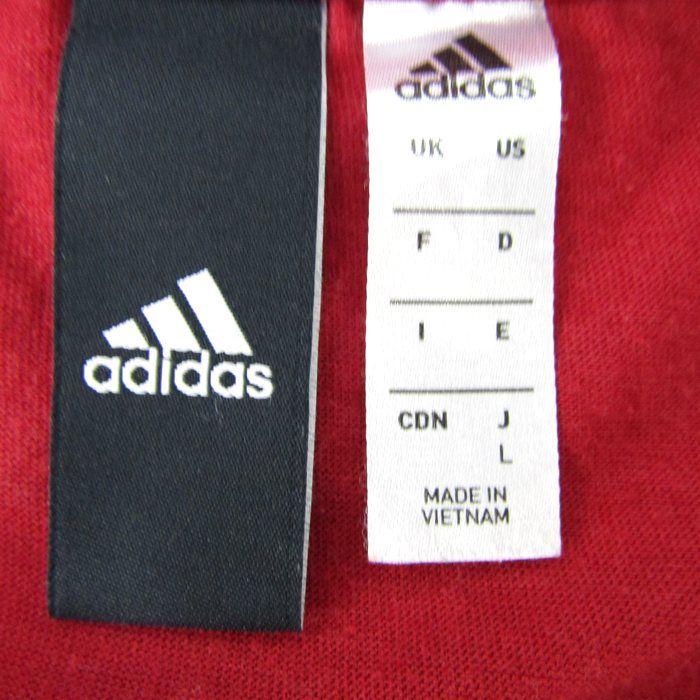 adidas
adidas
UK US
F D
I E
CDN J
L
MADE IN
VIETNAM